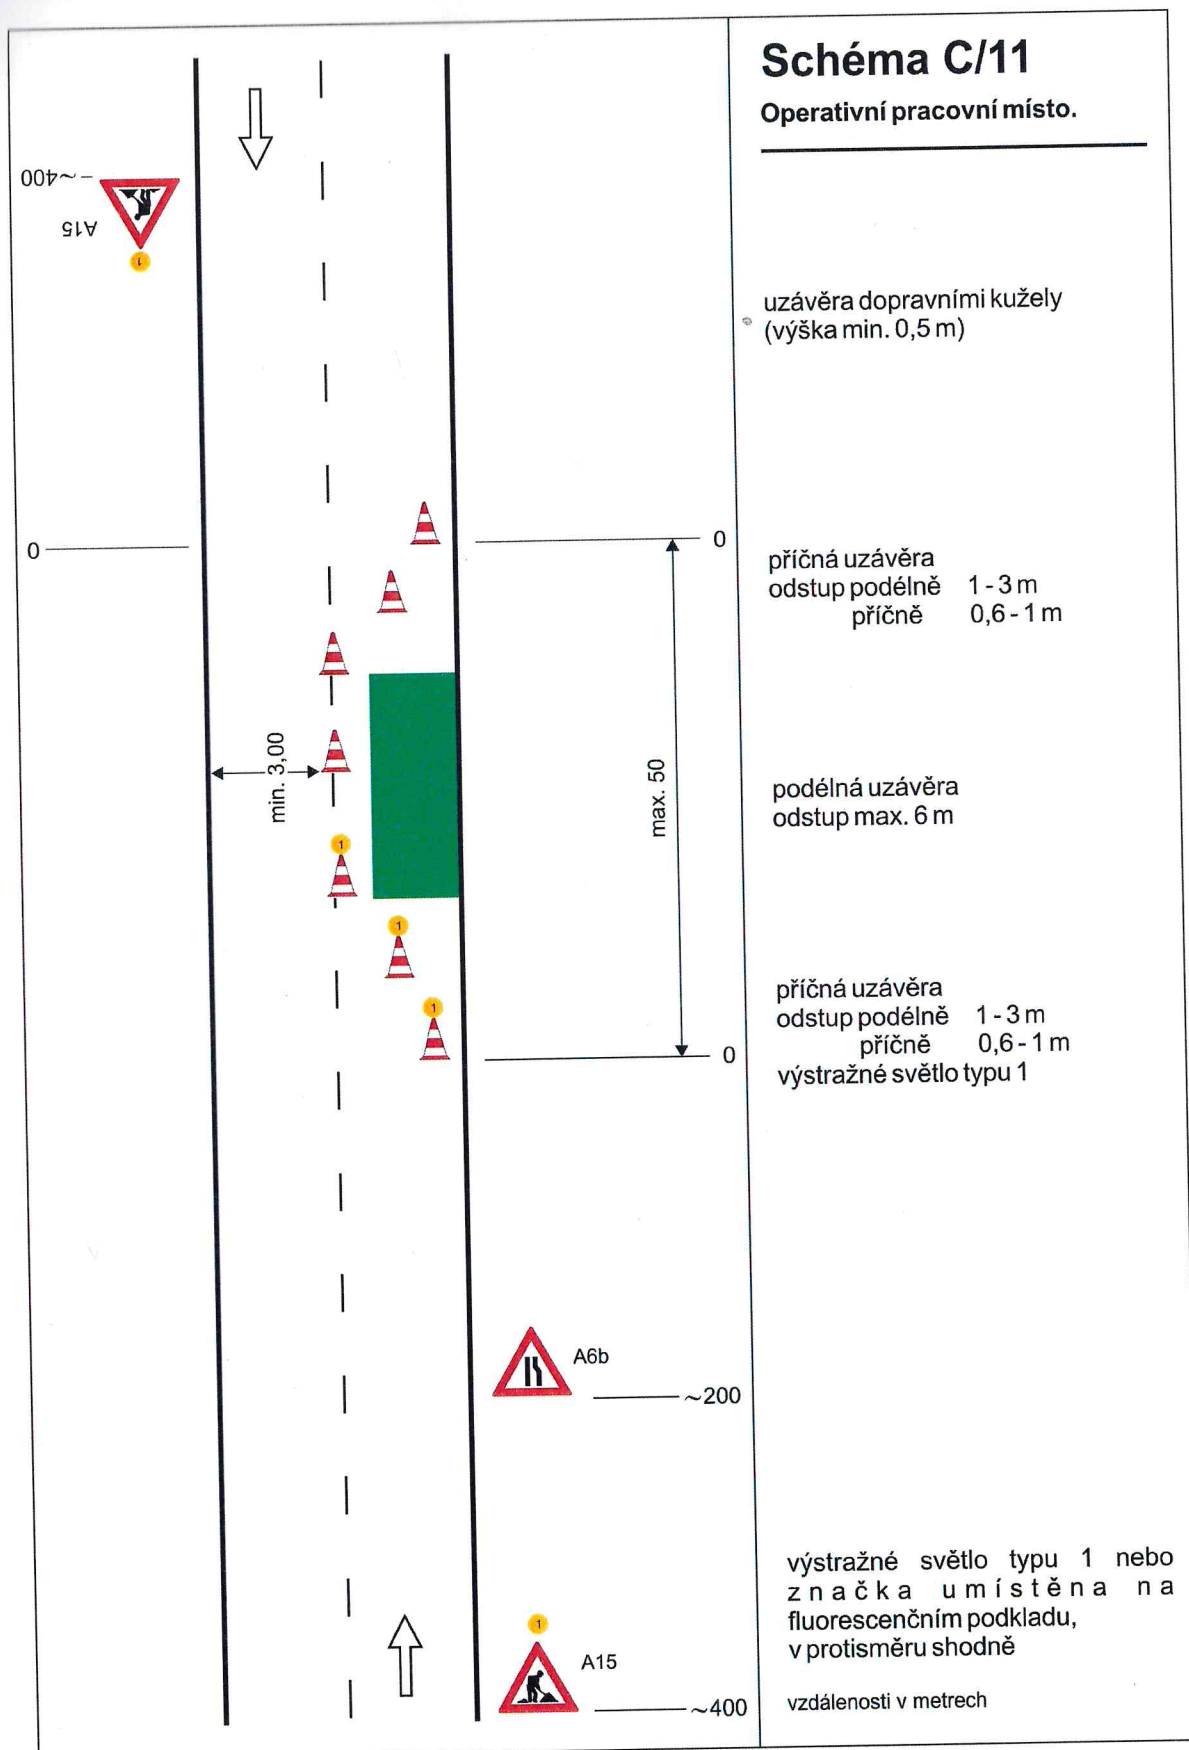 Schéma C/11
Operativní pracovní místo.
~400
A15
1
uzávěra dopravními kužely
(výška min. 0,5 m)
0
0
příčná uzávěra
odstup podélně 1 - 3 m
příčně 0,6 - 1 m
min. 3,00
max. 50
podélná uzávěra
odstup max. 6 m
1
1
1
0
příčná uzávěra
odstup podélně 1 - 3 m
příčně 0,6 - 1 m
výstražné světlo typu 1
A6b
~200
1
A15
~400
výstražné světlo typu 1 nebo
značka umístěna na
fluorescenčním podkladu,
v protisměru shodně
vzdálenosti v metrech